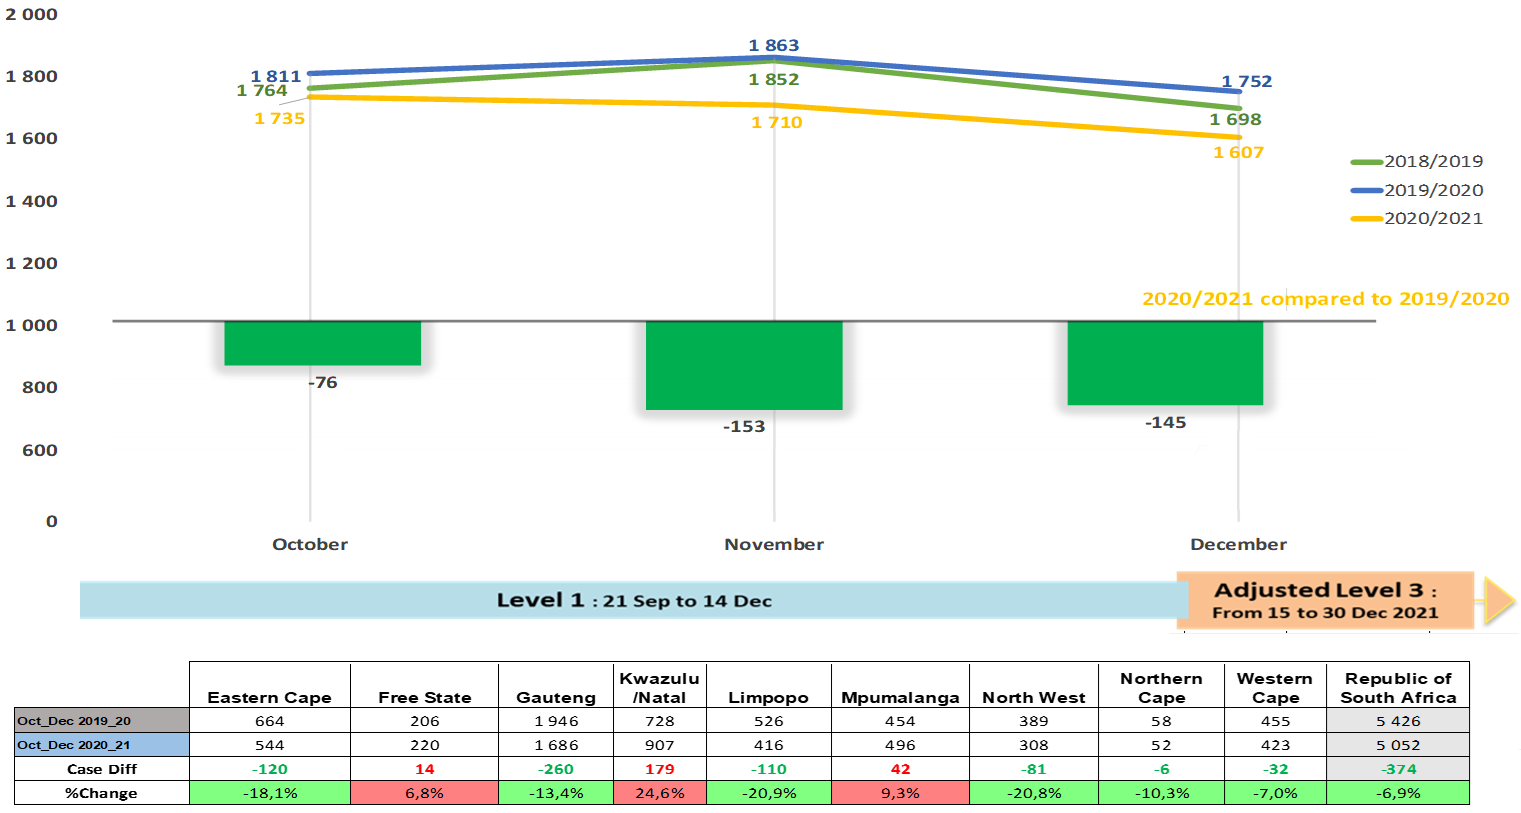 2 000
1 800
1 600
1 400
1 200
1 000
800
600
0
1 811
1 764
1 735
1 863
1 852
1 710
1 752
1 698
1 607
2018/2019
2019/2020
2020/2021
2020/2021 compared to 2019/2020
-76
-153
-145
October November December
Level 1 : 21 Sep to 14 Dec
Adjusted Level 3 :
From 15 to 30 Dec 2021
Eastern Cape Free State Gauteng Kwazulu /Natal Limpopo Mpumalanga North West Northern Cape Western Cape Republic of South Africa
Oct_Dec 2019_20 664 206 1 946 728 526 454 389 58 455 5 426
Oct_Dec 2020_21 544 220 1 686 907 416 496 308 52 423 5 052
Case Diff -120 14 -260 179 -110 42 -81 -6 -32 -374
%Change -18,1% 6,8% -13,4% 24,6% -20,9% 9,3% -20,8% -10,3% -7,0% -6,9%